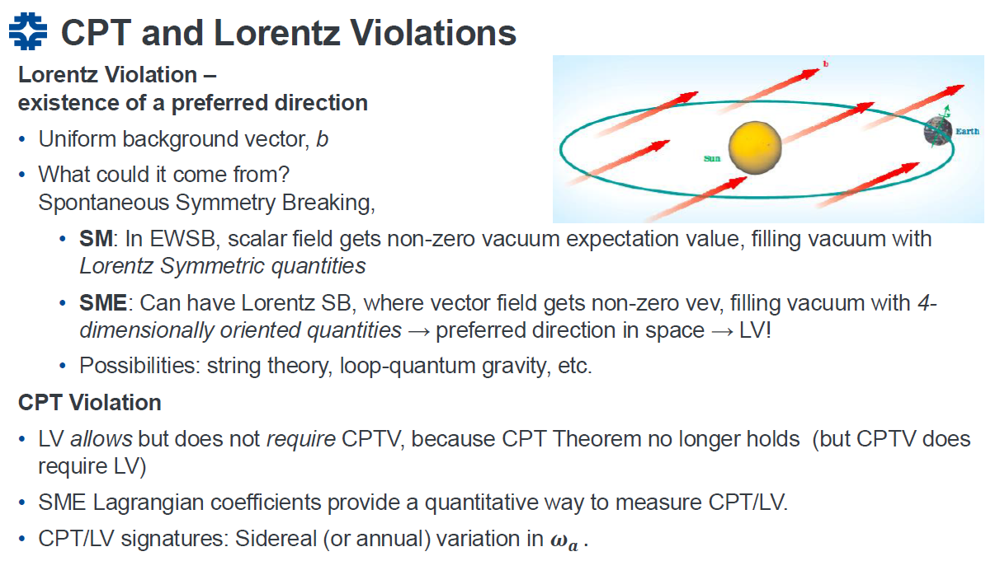 CPT and Lorentz Violations
Lorentz Violation –
existence of a preferred direction
• Uniform background vector, b
• What could it come from?
Spontaneous Symmetry Breaking,
b
Sun
Earth
• SM: In EWSB, scalar field gets non-zero vacuum expectation value, filling vacuum with
Lorentz Symmetric quantities
• SME: Can have Lorentz SB, where vector field gets non-zero vev, filling vacuum with 4-
dimensionally oriented quantities → preferred direction in space → LV!
• Possibilities: string theory, loop-quantum gravity, etc.
CPT Violation
• LV allows but does not require CPTV, because CPT Theorem no longer holds (but CPTV does
require LV)
• SME Lagrangian coefficients provide a quantitative way to measure CPT/LV.
• CPT/LV signatures: Sidereal (or annual) variation in ωₐ .